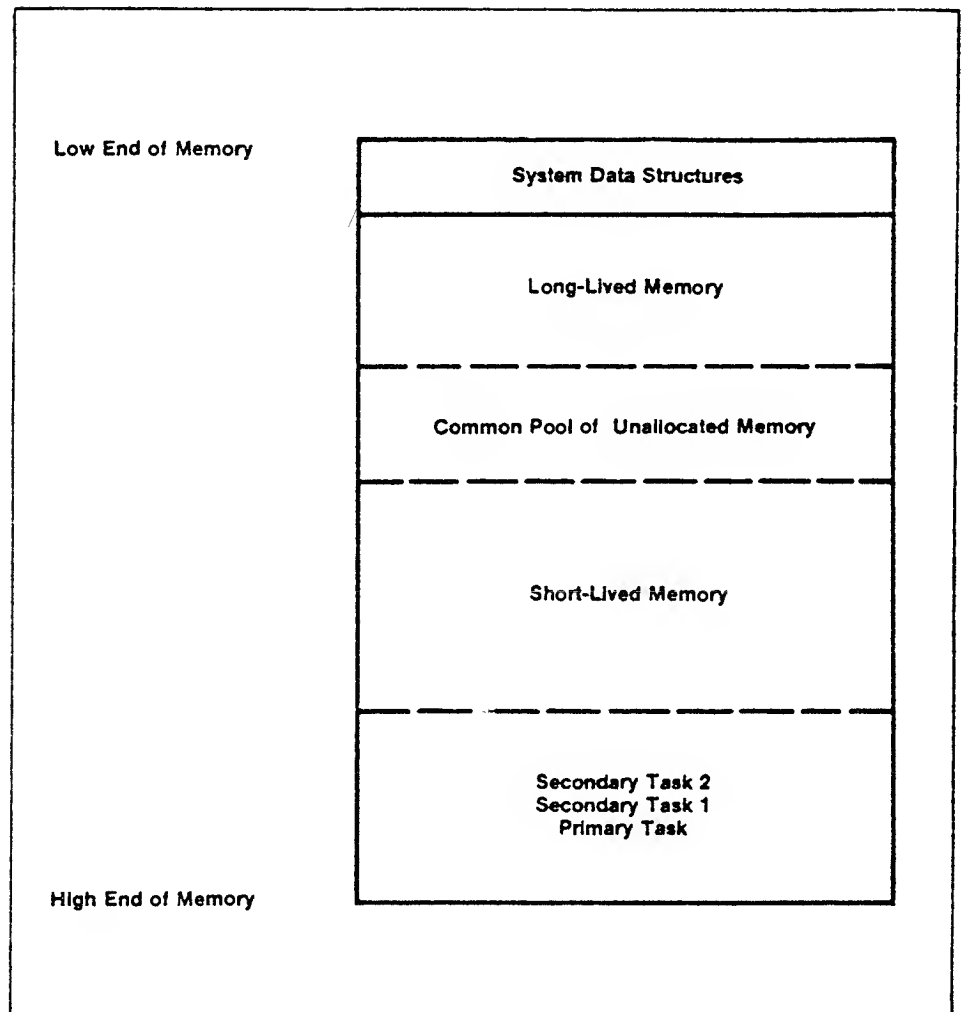 Low End of Memory
System Data Structures
Long-Lived Memory
Common Pool of Unallocated Memory
Short-Lived Memory
Secondary Task 2
Secondary Task 1
Primary Task
High End of Memory